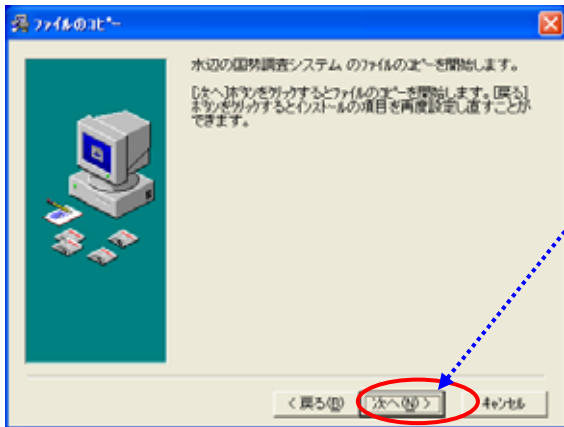 ファイルのコピー
水辺の国勢調査システム のファイルのコピーを開始します。
[次へ]ボタンをクリックするとファイルのコピーを開始します。[戻る]
ボタンをクリックするとインストールの項目を再度設定し直すことが
できます。
< 戻る(B)
次へ(N) >
キャンセル